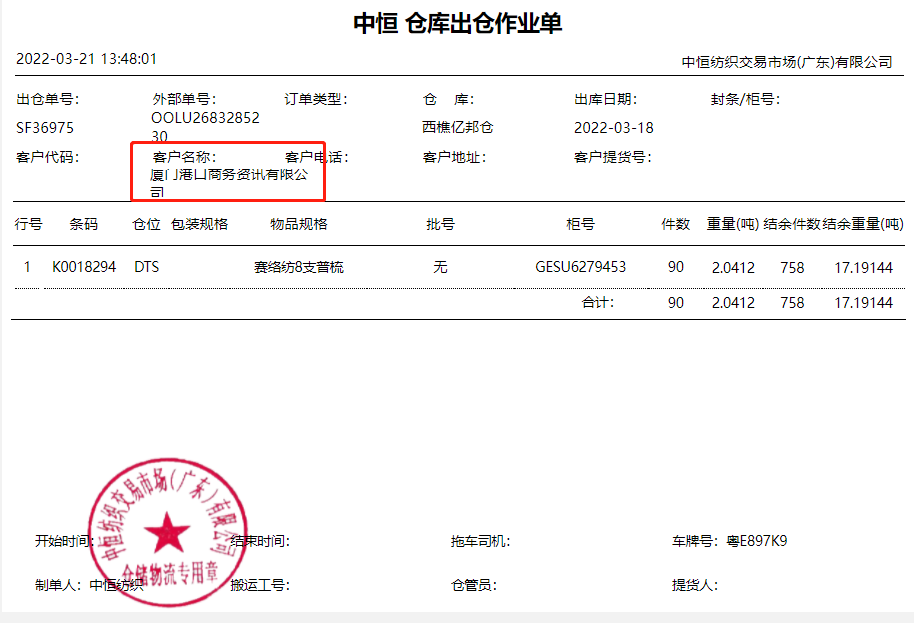 中恒 仓库出仓作业单
2022-03-21 13:48:01 中恒纺织交易市场(广东)有限公司
出仓单号： 外部单号： 订单类型： 仓 库： 出库日期： 封条/柜号：
SF36975 OOLU26832852 西樵亿邦仓 2022-03-18
30
客户代码： 客户名称： 客户电话： 客户地址： 客户提货号：
厦门港口商务资讯有限公
司
行号 条码 仓位 包装规格 物品规格 批号 柜号 件数 重量(吨) 结余件数 结余重量(吨)
1 K0018294 DTS 赛络纺8支普梳 无 GESU6279453 90 2.0412 758 17.19144
合计： 90 2.0412 758 17.19144
中恒纺织交易市场(广东)有限公司
开始时间： 结束时间： 拖车司机： 车牌号：粤E897K9
仓储物流专用章
制单人：中恒纺织 搬运工号： 仓管员： 提货人：